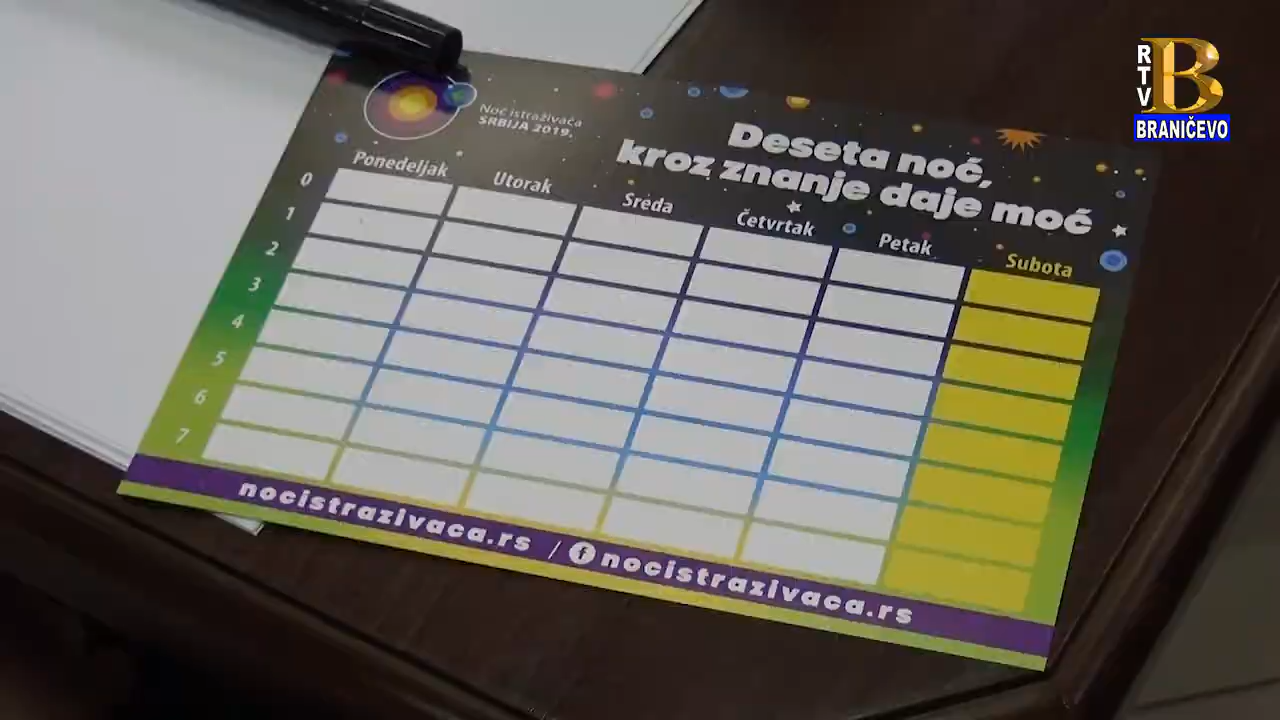 RTV
B
BRANIČEVO
Noć istraživača
SRBIJA 2019.
Deseta noć,
kroz znanje daje moć
Ponedeljak Utorak Sreda Četvrtak Petak Subota
0
1
2
3
4
5
6
7
nocistrazivaca.rs / f nocistrazivaca.rs